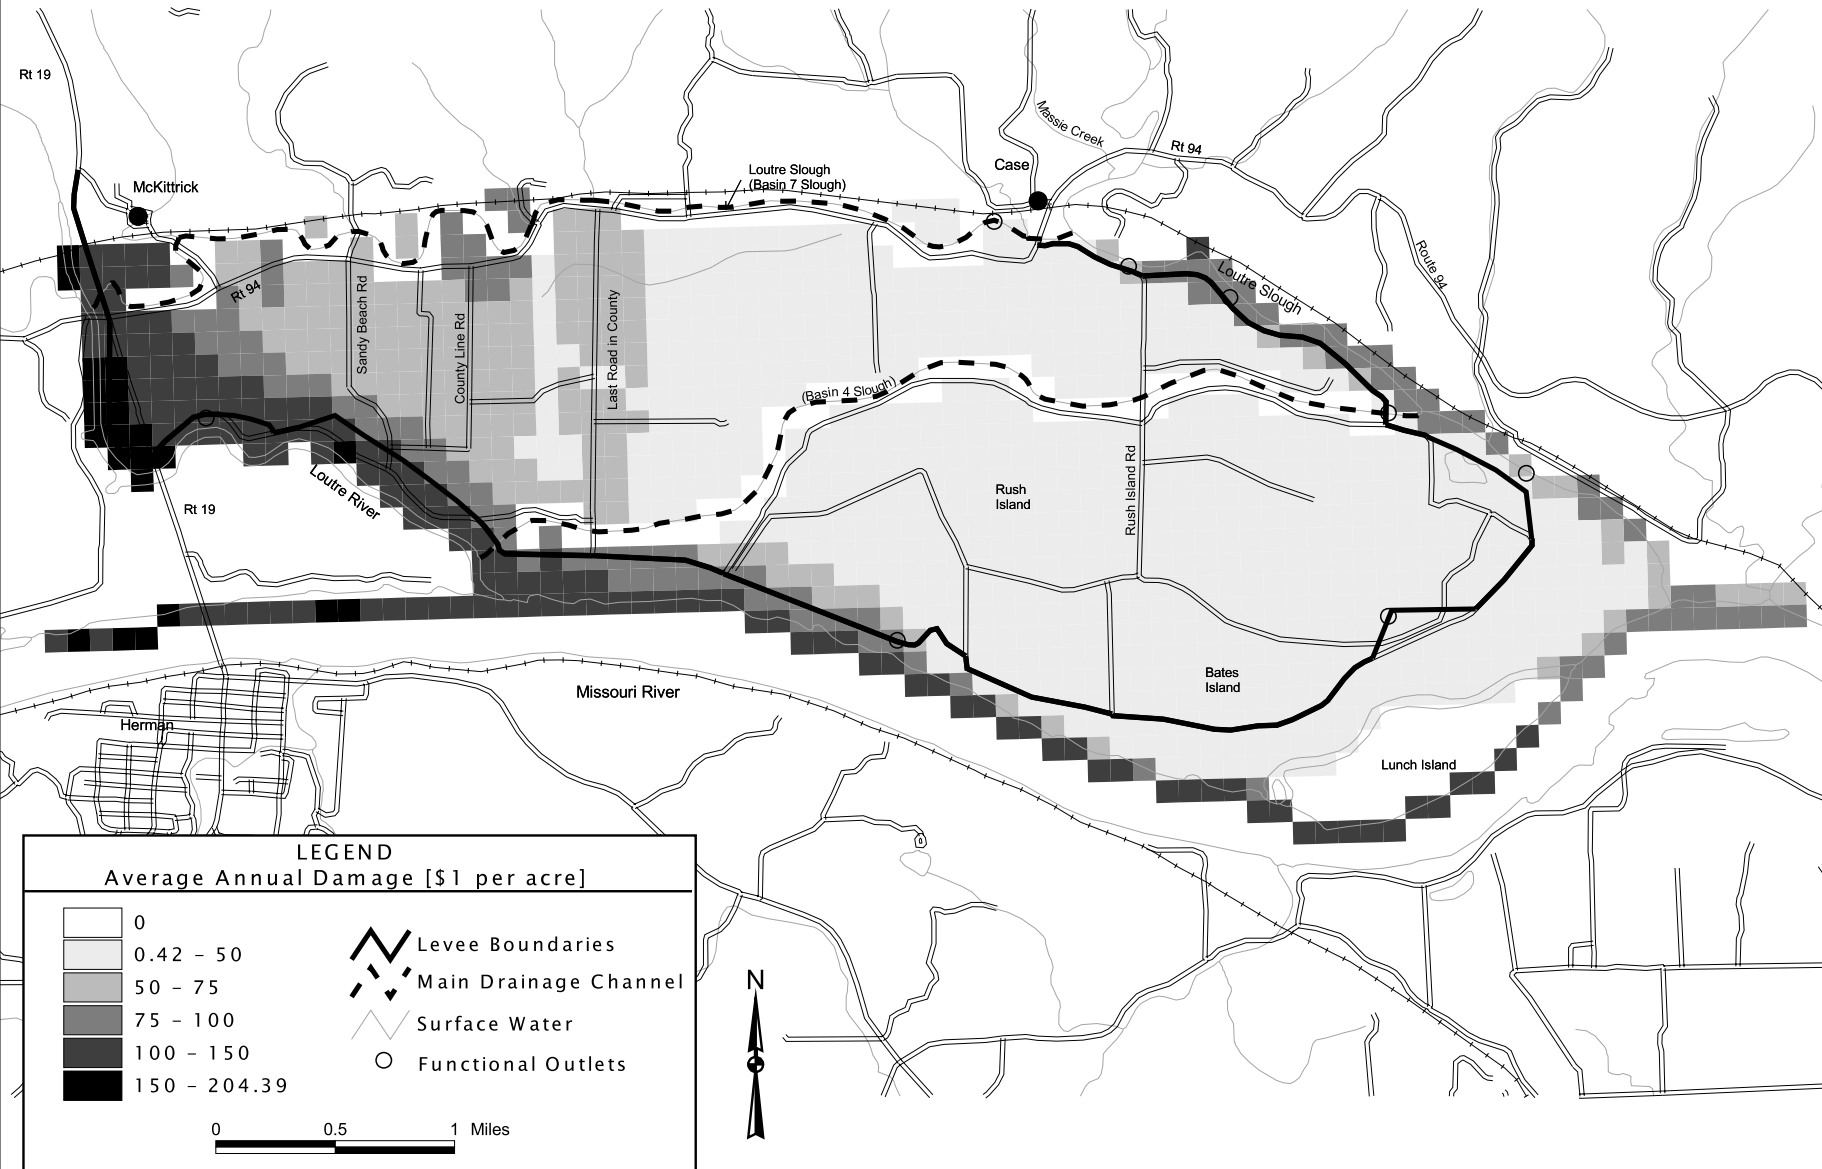 Rt 19
McKittrick
Loutre Slough
(Basin 7 Slough)
Case
Massie Creek
Rt 94
Route 94
Loutre Slough
Rt 94
Sandy Beach Rd
County Line Rd
Last Road in County
(Basin 4 Slough)
Rush Island Rd
Rush
Island
Loutre River
Rt 19
Bates
Island
Missouri River
Herman
Lunch Island
LEGEND
Average Annual Damage [$1 per acre]
0
0.42 – 50
50 – 75
75 – 100
100 – 150
150 – 204.39
Levee Boundaries
Main Drainage Channel
Surface Water
Functional Outlets
0 0.5 1 Miles
N